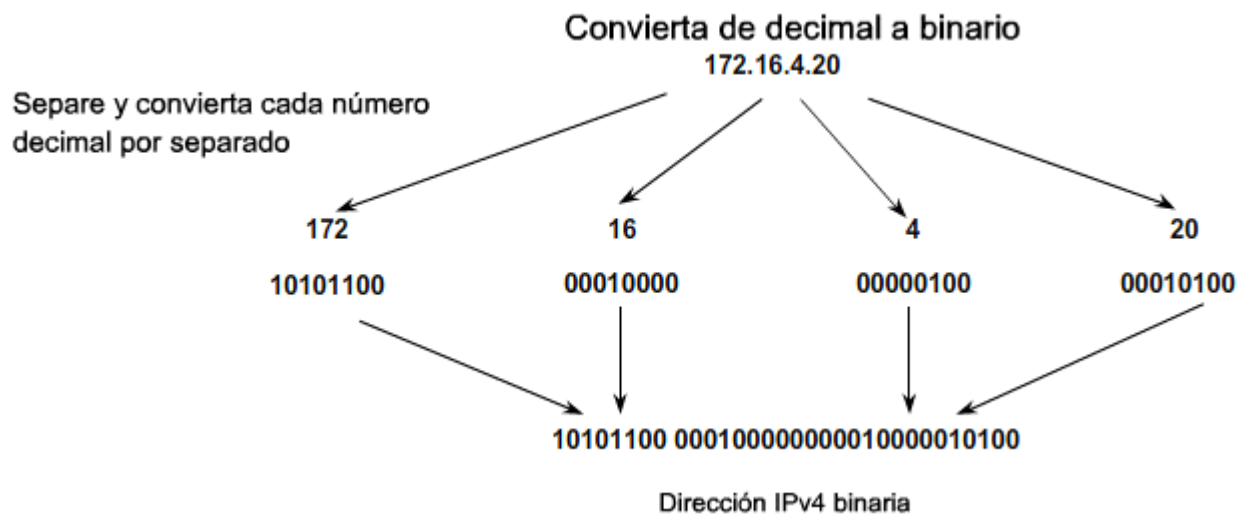 Convierta de decimal a binario
172.16.4.20
Separe y convierta cada número
decimal por separado
172 16 4 20
10101100 00010000 00000100 00010100
10101100 000100000000010000010100
Dirección IPv4 binaria